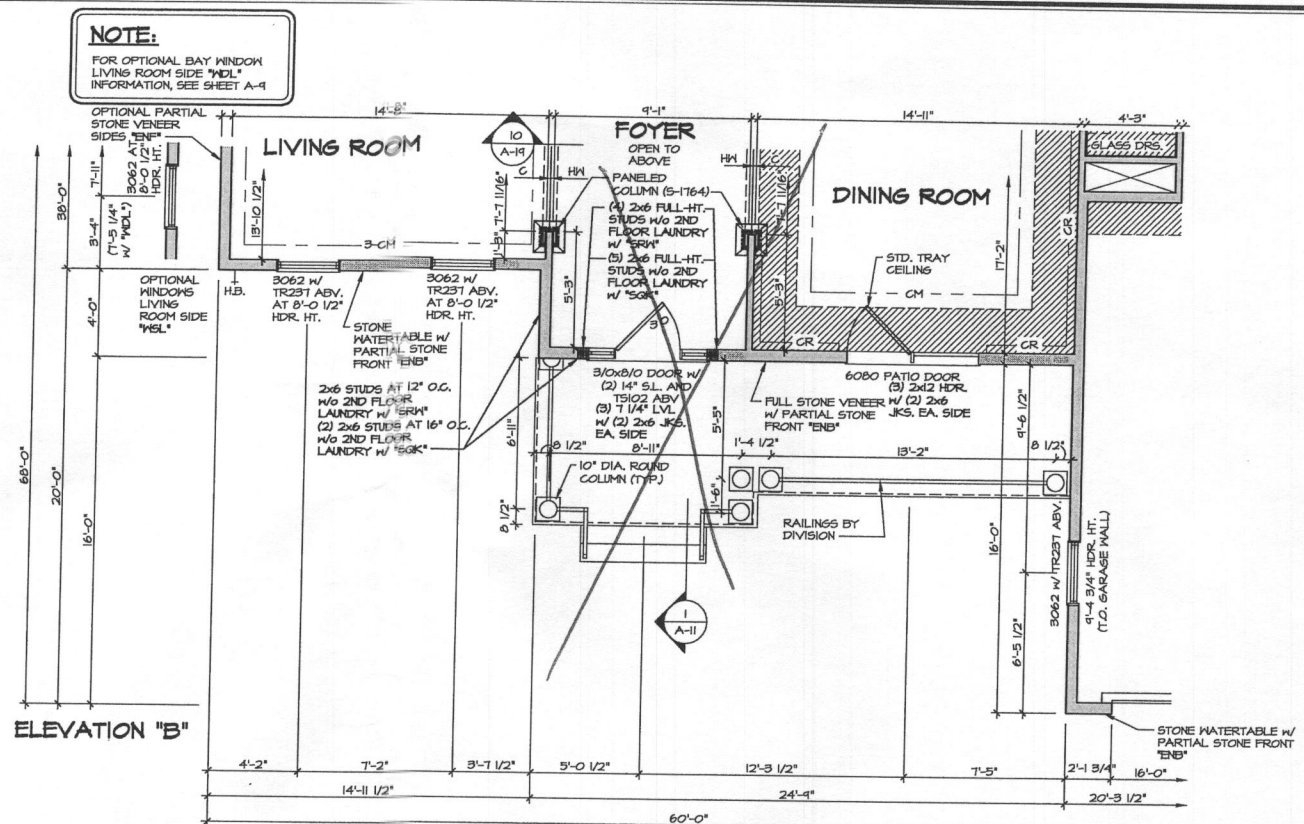 NOTE:
FOR OPTIONAL BAY WINDOW
LIVING ROOM SIDE "WDL"
INFORMATION, SEE SHEET A-9
14'-8"
9'-1"
14'-11"
4'-3"
OPTIONAL PARTIAL
STONE VENEER
SIDES "ENF"
LIVING ROOM
10
A-19
FOYER
OPEN TO
ABOVE
GLASS DRS.
C
HW
HW
C
PANELED
COLUMN (S-1764)
(4) 2x6 FULL-HT.
STUDS W/o 2ND
FLOOR LAUNDRY
W/ "SRW"
(5) 2x6 FULL-HT.
STUDS W/o 2ND
FLOOR LAUNDRY
W/ "SGK"
DINING ROOM
38'-0"
7'-11"
3062 AT
8'-0 1/2"
HDR. HT.
3'-4"
(7'-5 1/4"
W/ "WDL")
13'-10 1/2"
7'-7 11/16"
1'-3"
7'-7 11/16"
17'-2"
CR
3-CM
STD. TRAY
CEILING
CM
OPTIONAL
WINDOWS
LIVING
ROOM SIDE
"WSL"
H.B.
3062 W/
TR237 ABV.
AT 8'-0 1/2"
HDR. HT.
3062 W/
TR237 ABV.
AT 8'-0 1/2"
HDR. HT.
5'-3"
5'-3"
3 0
CR
CR
4'-0"
STONE
WATERTABLE W/
PARTIAL STONE
FRONT "ENB"
2x6 STUDS AT 12" O.C.
W/o 2ND FLOOR
LAUNDRY W/ "SRW"
(2) 2x6 STUDS AT 16" O.C.
W/o 2ND FLOOR
LAUNDRY W/ "SGK"
3/0x8/0 DOOR W/
(2) 14" S.L. AND
TS102 ABV
(3) 7 1/4" LVL
W/ (2) 2x6 JKS.
EA. SIDE
FULL STONE VENEER
W/ PARTIAL STONE
FRONT "ENB"
6080 PATIO DOOR
(3) 2x12 HDR.
W/ (2) 2x6
JKS. EA. SIDE
6'-11"
5'-5"
9'-6 1/2"
8 1/2"
8'-11"
1'-4 1/2"
13'-2"
8 1/2"
10" DIA. ROUND
COLUMN (TYP.)
8 1/2"
1'-6"
RAILINGS BY
DIVISION
68'-0"
20'-0"
16'-0"
16'-0"
3062 W/ TR237 ABV.
9'-4 3/4" HDR. HT.
(T.O. GARAGE WALL)
6'-5 1/2"
1
A-11
ELEVATION "B"
STONE WATERTABLE W/
PARTIAL STONE FRONT
"ENB"
4'-2"
7'-2"
3'-7 1/2"
5'-0 1/2"
12'-3 1/2"
7'-5"
2'-1 3/4"
16'-0"
14'-11 1/2"
24'-9"
20'-3 1/2"
60'-0"